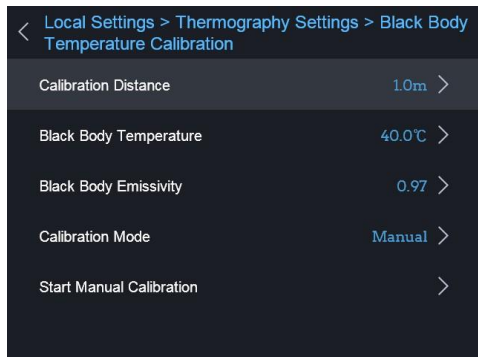 Local Settings > Thermography Settings > Black Body
Temperature Calibration
Calibration Distance 1.0m
Black Body Temperature 40.0℃
Black Body Emissivity 0.97
Calibration Mode Manual
Start Manual Calibration